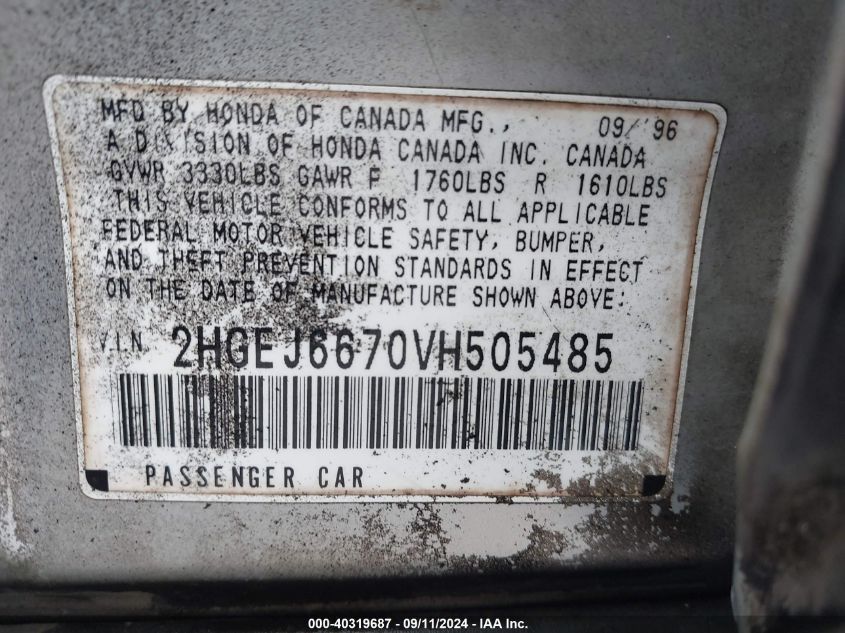 MFD BY HONDA OF CANADA MFG., 09/'96
A DIVISION OF HONDA CANADA INC. CANADA
GVWR 3330LBS GAWR F 1760LBS R 1610LBS
THIS VEHICLE CONFORMS TO ALL APPLICABLE
FEDERAL MOTOR VEHICLE SAFETY, BUMPER,
AND THEFT PREVENTION STANDARDS IN EFFECT
ON THE DATE OF MANUFACTURE SHOWN ABOVE:
V.I.N. 2HGEJ6670VH505485
PASSENGER CAR
000-40319687 - 09/11/2024 - IAA Inc.